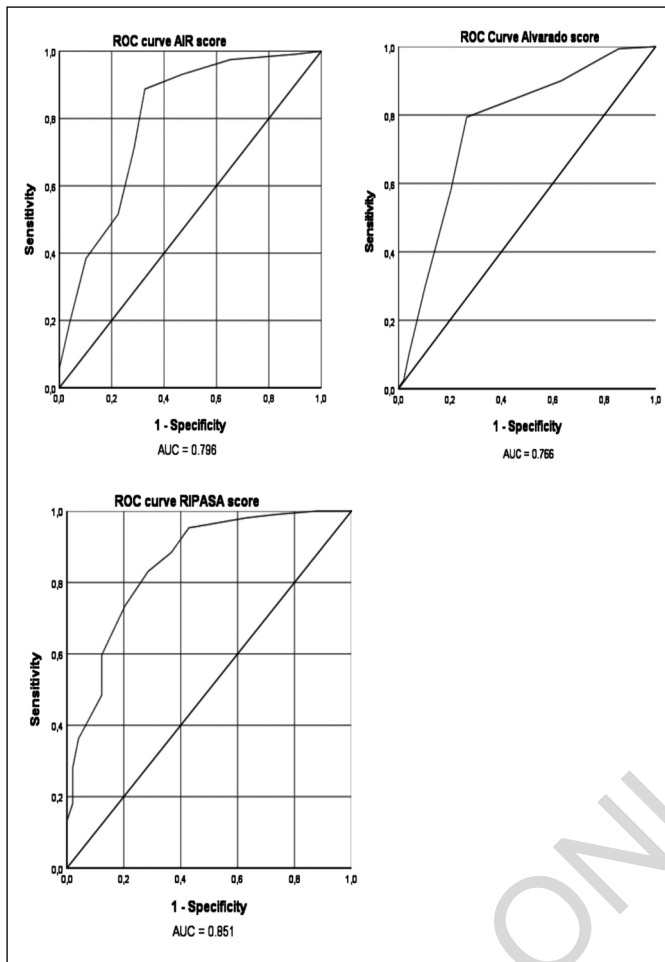 ROC curve AIR score
1,0
0,8
0,6
0,4
0,2
0,0
Sensitivity
0,0 0,2 0,4 0,6 0,8 1,0
1 - Specificity
AUC = 0.796
ROC Curve Alvarado score
1,0
0,8
0,6
0,4
0,2
0,0
Sensitivity
0,0 0,2 0,4 0,6 0,8 1,0
1 - Specificity
AUC = 0.766
ROC curve RIPASA score
1,0
0,8
0,6
0,4
0,2
0,0
Sensitivity
0,0 0,2 0,4 0,6 0,8 1,0
1 - Specificity
AUC = 0.851